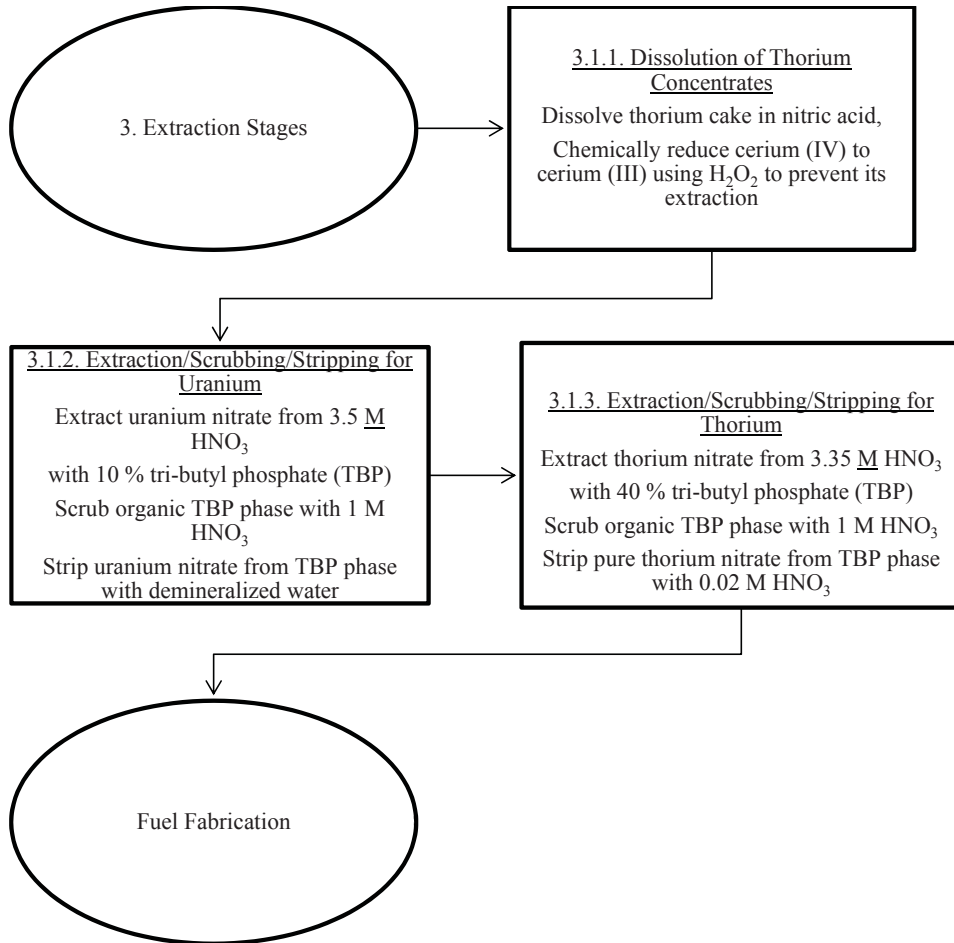 3. Extraction Stages
3.1.1. Dissolution of Thorium
Concentrates
Dissolve thorium cake in nitric acid,
Chemically reduce cerium (IV) to
cerium (III) using H₂O₂ to prevent its
extraction
3.1.2. Extraction/Scrubbing/Stripping for
Uranium
Extract uranium nitrate from 3.5 M
HNO₃
with 10 % tri-butyl phosphate (TBP)
Scrub organic TBP phase with 1 M
HNO₃
Strip uranium nitrate from TBP phase
with demineralized water
3.1.3. Extraction/Scrubbing/Stripping for
Thorium
Extract thorium nitrate from 3.35 M HNO₃
with 40 % tri-butyl phosphate (TBP)
Scrub organic TBP phase with 1 M HNO₃
Strip pure thorium nitrate from TBP phase
with 0.02 M HNO₃
Fuel Fabrication